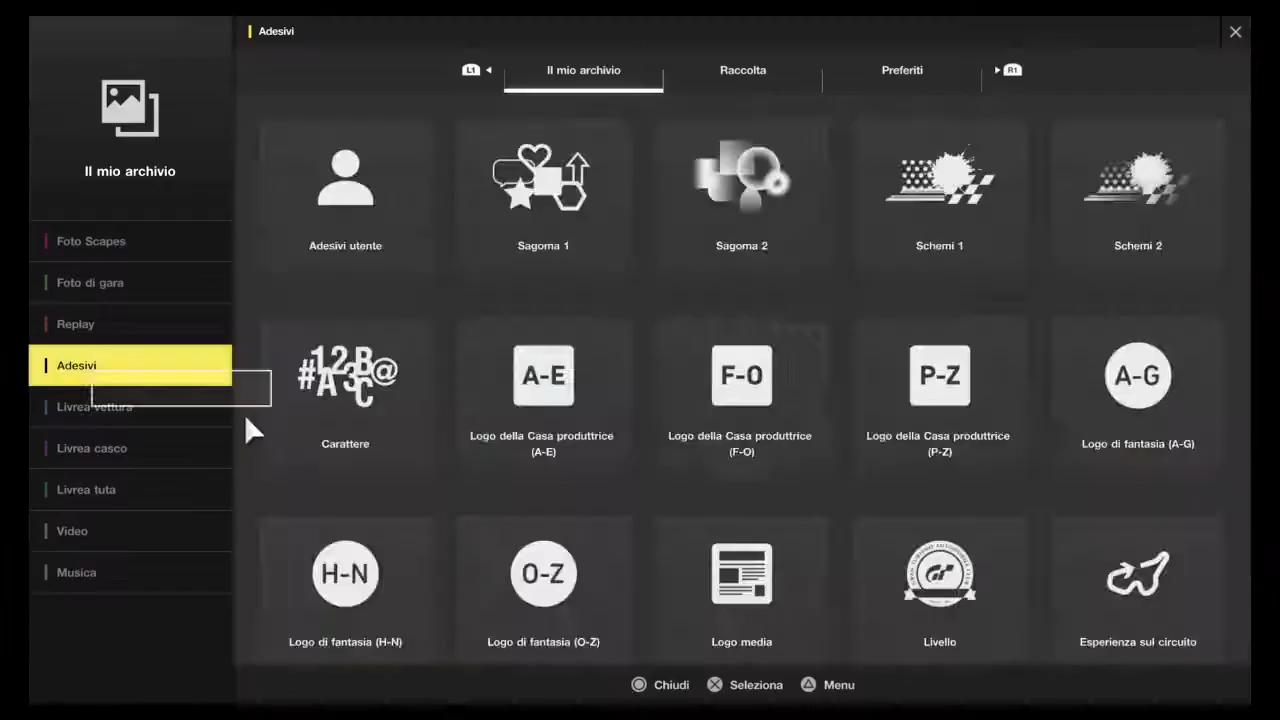 Adesivi
Il mio archivio
L1
Il mio archivio
Raccolta
Preferiti
R1
Foto Scapes
Foto di gara
Replay
Adesivi
Livrea vettura
Livrea casco
Livrea tuta
Video
Musica
Adesivi utente
Sagoma 1
Sagoma 2
Schemi 1
Schemi 2
#123B@
A3C
Carattere
A-E
Logo della Casa produttrice
(A-E)
F-O
Logo della Casa produttrice
(F-O)
P-Z
Logo della Casa produttrice
(P-Z)
A-G
Logo di fantasia (A-G)
H-N
Logo di fantasia (H-N)
O-Z
Logo di fantasia (O-Z)
Logo media
Livello
Esperienza sul circuito
Chiudi
Seleziona
Menu